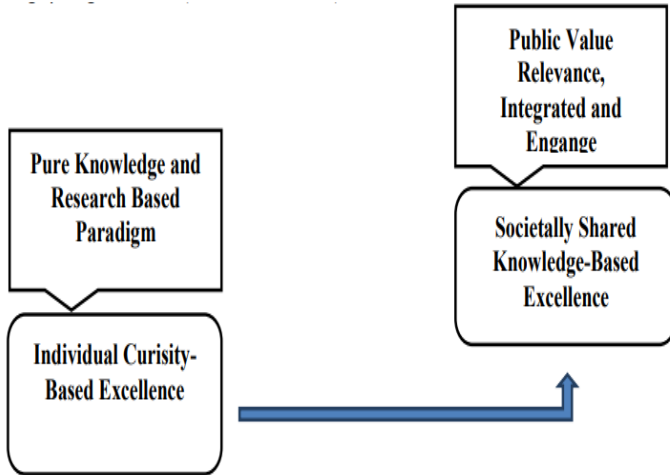 Public Value
Relevance,
Integrated and
Engange
Pure Knowledge and
Research Based
Paradigm
Societally Shared
Knowledge-Based
Excellence
Individual Curisity-
Based Excellence